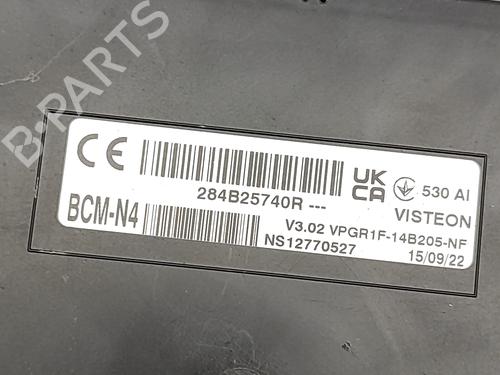 B-PARTS
CE
UK
CA
530 AI
284B25740R ---
VISTEON
BCM-N4
V3.02 VPGR1F-14B205-NF
NS12770527
15/09/22